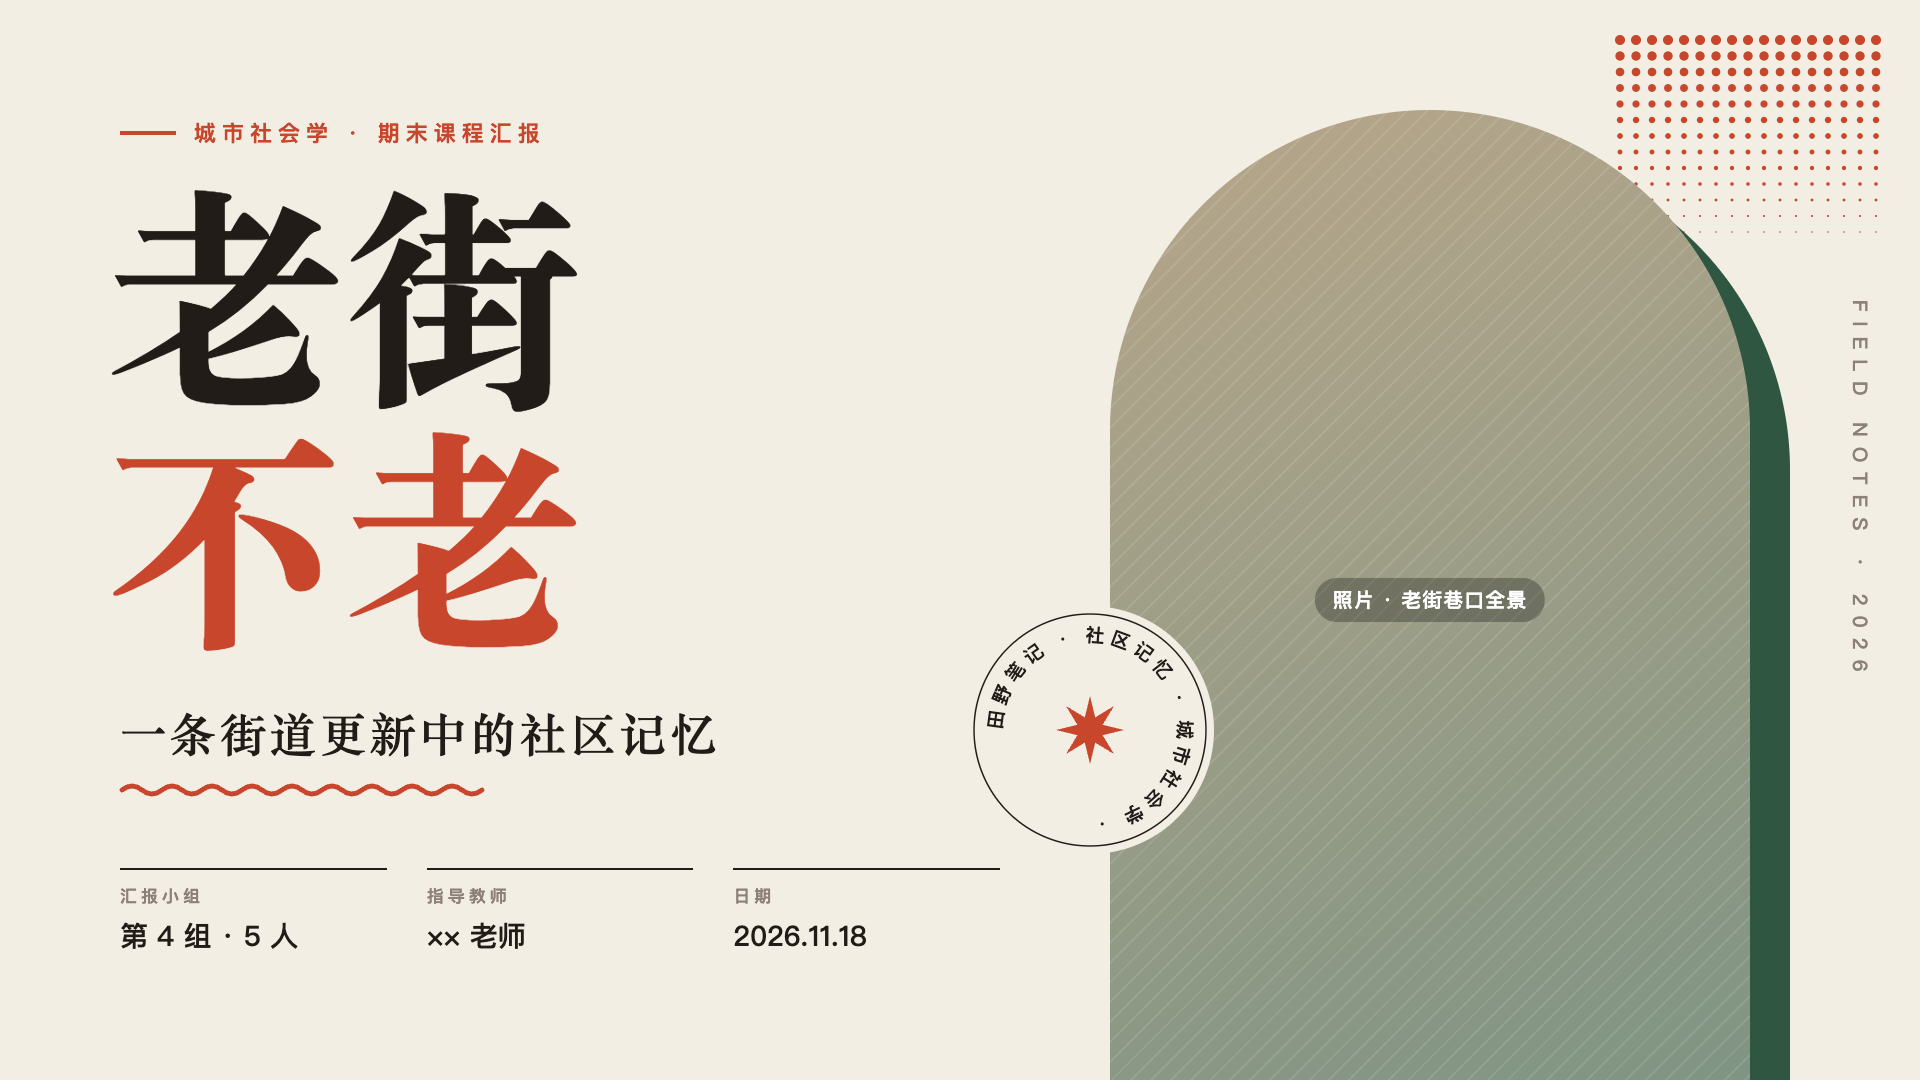 城市社会学 · 期末课程汇报
老街
不老
一条街道更新中的社区记忆
汇报小组
第 4 组 · 5 人
指导教师
×× 老师
日期
2026.11.18
田野笔记 · 社区记忆 · 城市社会学 ·
照片 · 老街巷口全景
FIELD NOTES · 2026